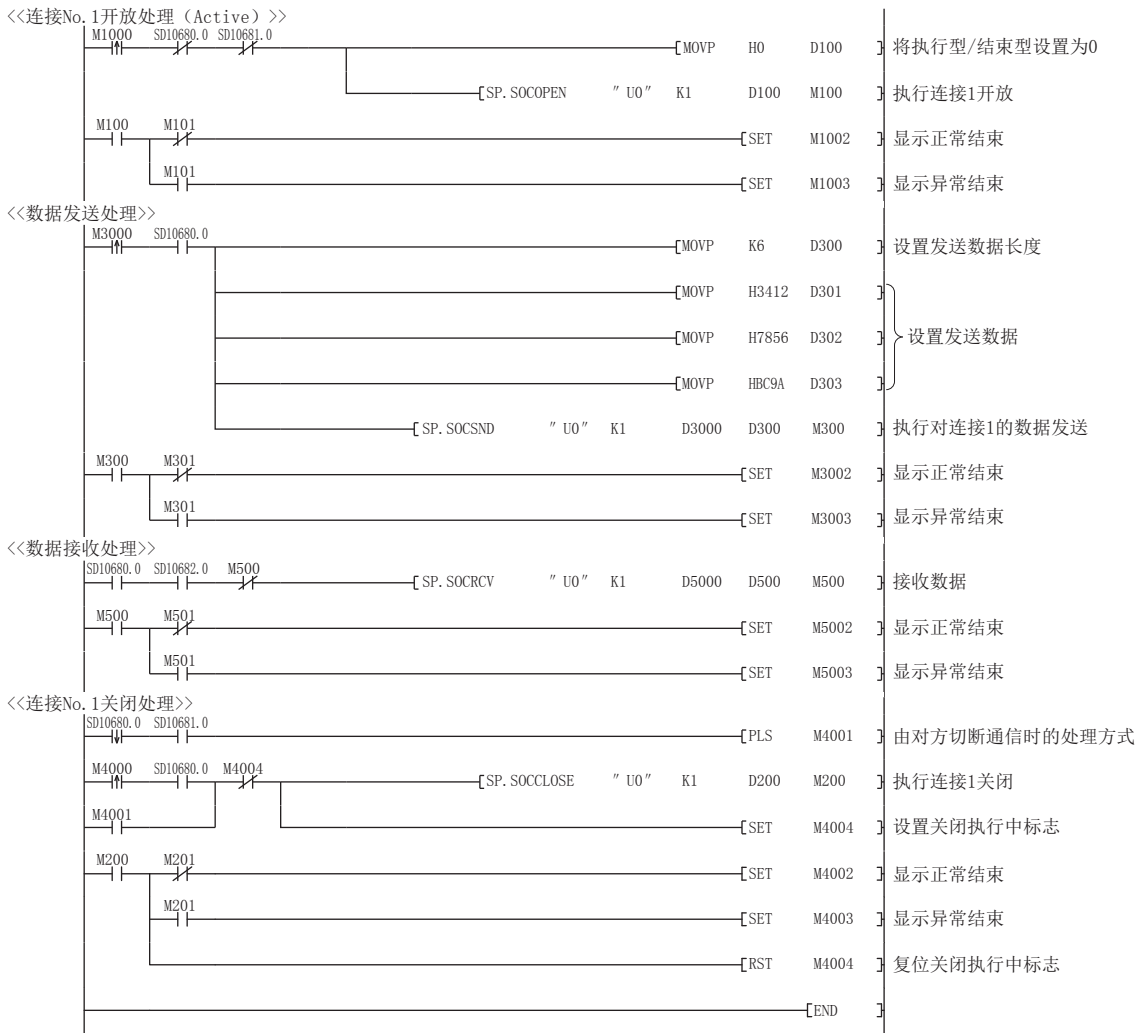 <<连接No.1开放处理（Active）>>
M1000 SD10680.0 SD10681.0 MOVP H0 D100 将执行型/结束型设置为0
SP.SOCOPEN ″U0″ K1 D100 M100 执行连接1开放
M100 M101 SET M1002 显示正常结束
M101 SET M1003 显示异常结束
<<数据发送处理>>
M3000 SD10680.0 MOVP K6 D300 设置发送数据长度
MOVP H3412 D301
MOVP H7856 D302 设置发送数据
MOVP HBC9A D303
SP.SOCSND ″U0″ K1 D3000 D300 M300 执行对连接1的数据发送
M300 M301 SET M3002 显示正常结束
M301 SET M3003 显示异常结束
<<数据接收处理>>
SD10680.0 SD10682.0 M500 SP.SOCRCV ″U0″ K1 D5000 D500 M500 接收数据
M500 M501 SET M5002 显示正常结束
M501 SET M5003 显示异常结束
<<连接No.1关闭处理>>
SD10680.0 SD10681.0 PLS M4001 由对方切断通信时的处理方式
M4000 SD10680.0 M4004 SP.SOCCLOSE ″U0″ K1 D200 M200 执行连接1关闭
M4001 SET M4004 设置关闭执行中标志
M200 M201 SET M4002 显示正常结束
M201 SET M4003 显示异常结束
RST M4004 复位关闭执行中标志
END